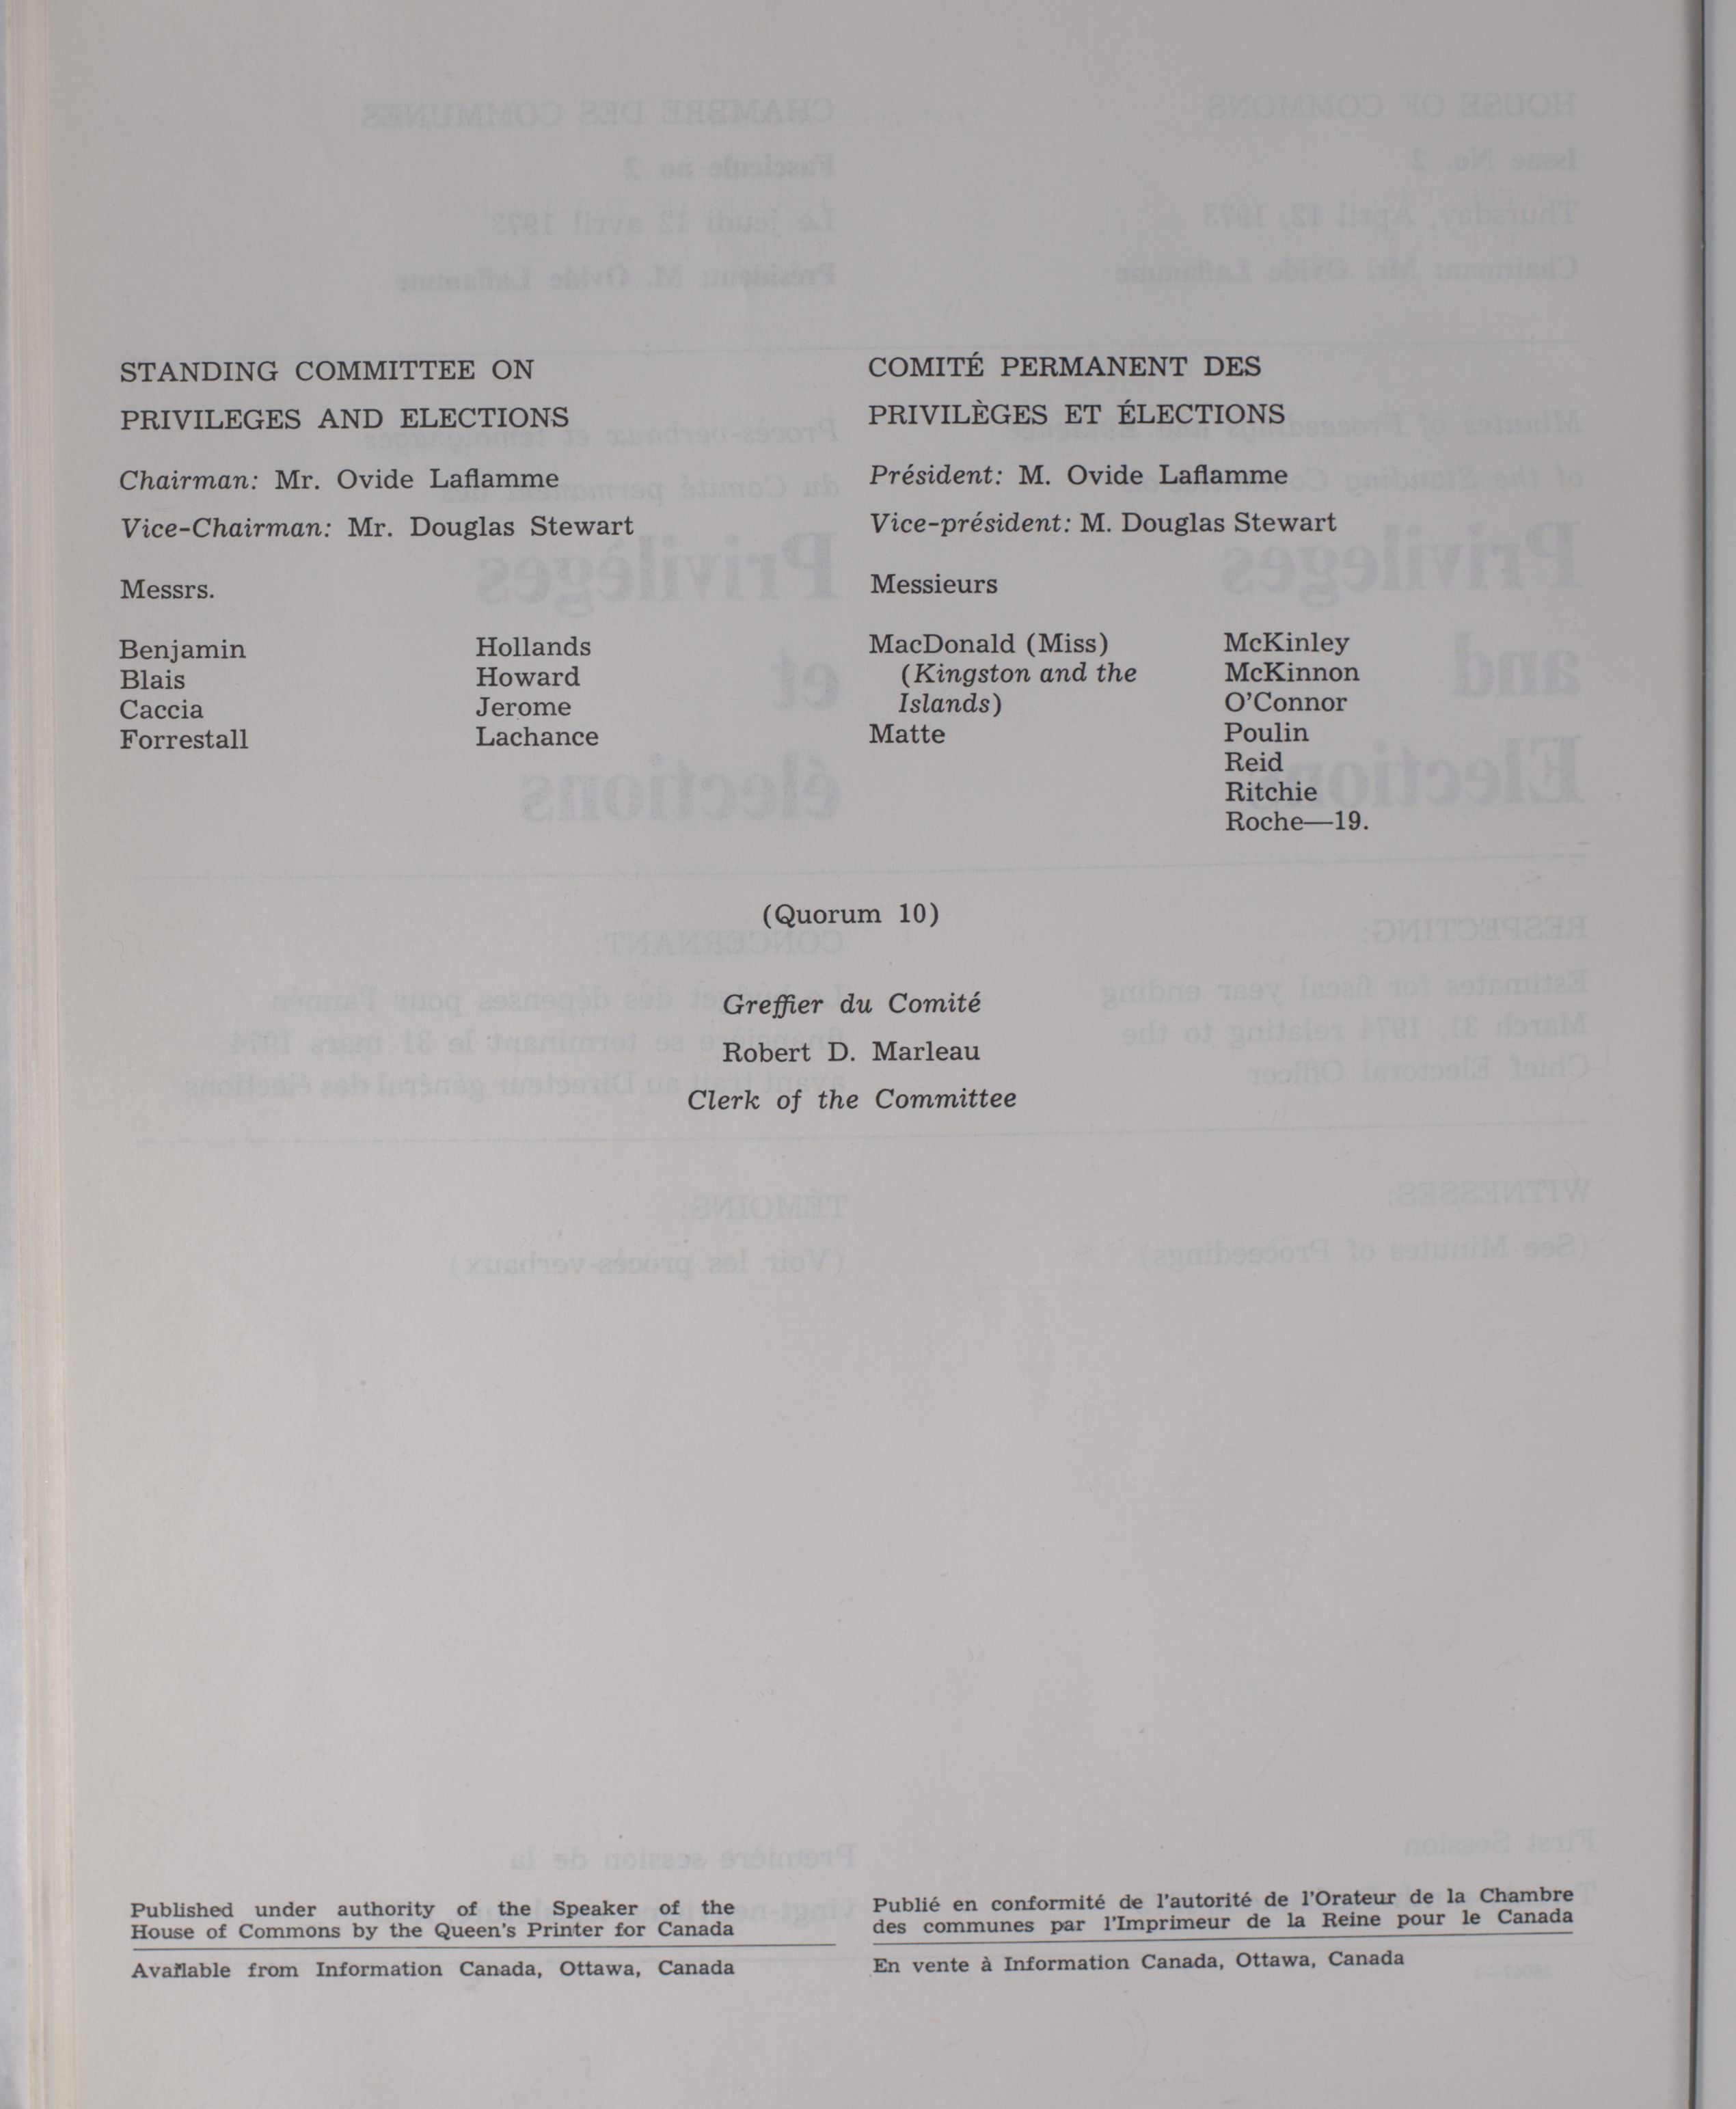 STANDING COMMITTEE ON
PRIVILEGES AND ELECTIONS
Chairman: Mr. Ovide Laflamme
Vice-Chairman: Mr. Douglas Stewart
Messrs.
Benjamin
Blais
Caccia
Forrestall
Hollands
Howard
Jerome
Lachance
COMITÉ PERMANENT DES
PRIVILÈGES ET ÉLECTIONS
Président: M. Ovide Laflamme
Vice-président: M. Douglas Stewart
Messieurs
MacDonald (Miss)
(Kingston and the
Islands)
Matte
McKinley
McKinnon
O'Connor
Poulin
Reid
Ritchie
Roche—19.
(Quorum 10)
Greffier du Comité
Robert D. Marleau
Clerk of the Committee
Published under authority of the Speaker of the
House of Commons by the Queen's Printer for Canada
Available from Information Canada, Ottawa, Canada
Publié en conformité de l'autorité de l'Orateur de la Chambre
des communes par l'Imprimeur de la Reine pour le Canada
En vente à Information Canada, Ottawa, Canada